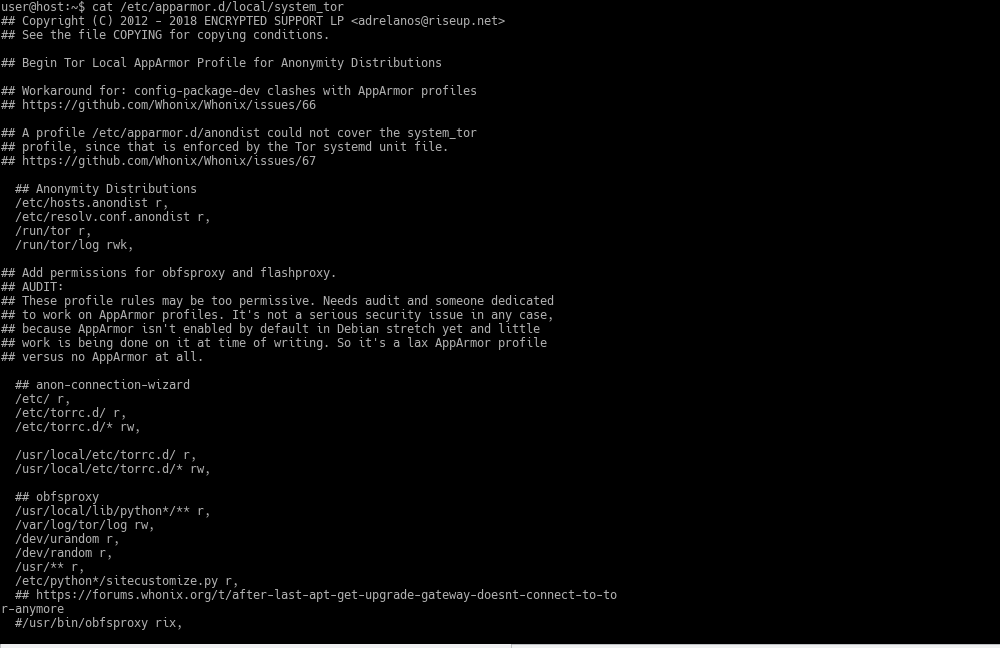 user@host:~$ cat /etc/apparmor.d/local/system_tor
## Copyright (C) 2012 - 2018 ENCRYPTED SUPPORT LP <adrelanos@riseup.net>
## See the file COPYING for copying conditions.
## Begin Tor Local AppArmor Profile for Anonymity Distributions
## Workaround for: config-package-dev clashes with AppArmor profiles
## https://github.com/Whonix/Whonix/issues/66
## A profile /etc/apparmor.d/anondist could not cover the system_tor
## profile, since that is enforced by the Tor systemd unit file.
## https://github.com/Whonix/Whonix/issues/67
## Anonymity Distributions
/etc/hosts.anondist r,
/etc/resolv.conf.anondist r,
/run/tor r,
/run/tor/log rwk,
## Add permissions for obfsproxy and flashproxy.
## AUDIT:
## These profile rules may be too permissive. Needs audit and someone dedicated
## to work on AppArmor profiles. It's not a serious security issue in any case,
## because AppArmor isn't enabled by default in Debian stretch yet and little
## work is being done on it at time of writing. So it's a lax AppArmor profile
## versus no AppArmor at all.
## anon-connection-wizard
/etc/ r,
/etc/torrc.d/ r,
/etc/torrc.d/* rw,
/usr/local/etc/torrc.d/ r,
/usr/local/etc/torrc.d/* rw,
## obfsproxy
/usr/local/lib/python*/** r,
/var/log/tor/log rw,
/dev/urandom r,
/dev/random r,
/usr/** r,
/etc/python*/sitecustomize.py r,
## https://forums.whonix.org/t/after-last-apt-get-upgrade-gateway-doesnt-connect-to-to
r-anymore
#/usr/bin/obfsproxy rix,